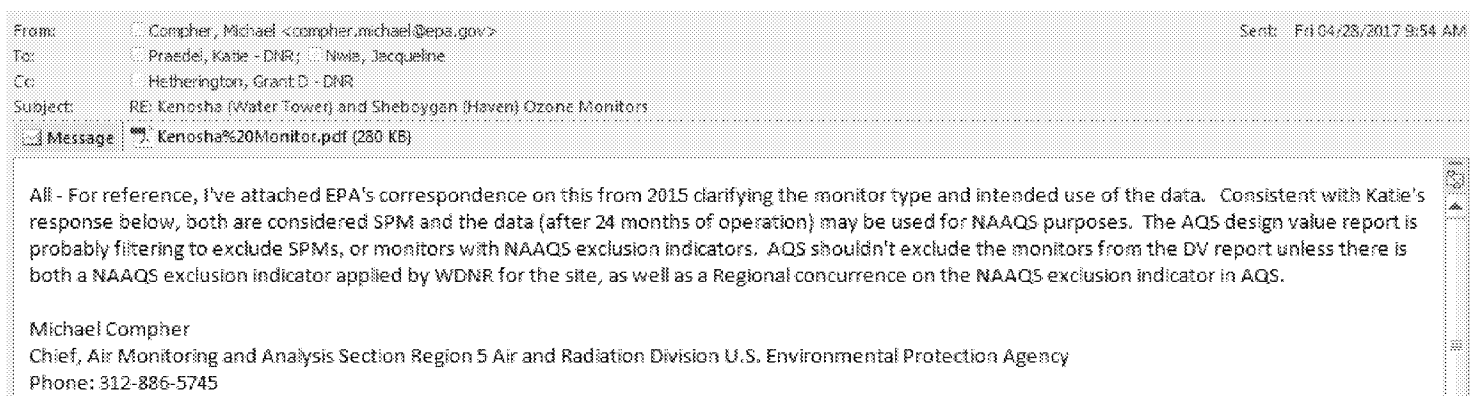 From: Compher, Michael <compher.michael@epa.gov> Sent: Fri 04/28/2017 9:54 AM
To: Praedel, Katie - DNR; Nwia, Jacqueline
Cc: Hetherington, Grant D - DNR
Subject: RE: Kenosha (Water Tower) and Sheboygan (Haven) Ozone Monitors
Message Kenosha%20Monitor.pdf (280 KB)
All - For reference, I've attached EPA's correspondence on this from 2015 clarifying the monitor type and intended use of the data. Consistent with Katie's
response below, both are considered SPM and the data (after 24 months of operation) may be used for NAAQS purposes. The AQS design value report is
probably filtering to exclude SPMs, or monitors with NAAQS exclusion indicators. AQS shouldn't exclude the monitors from the DV report unless there is
both a NAAQS exclusion indicator applied by WDNR for the site, as well as a Regional concurrence on the NAAQS exclusion indicator in AQS.
Michael Compher
Chief, Air Monitoring and Analysis Section Region 5 Air and Radiation Division U.S. Environmental Protection Agency
Phone: 312-886-5745